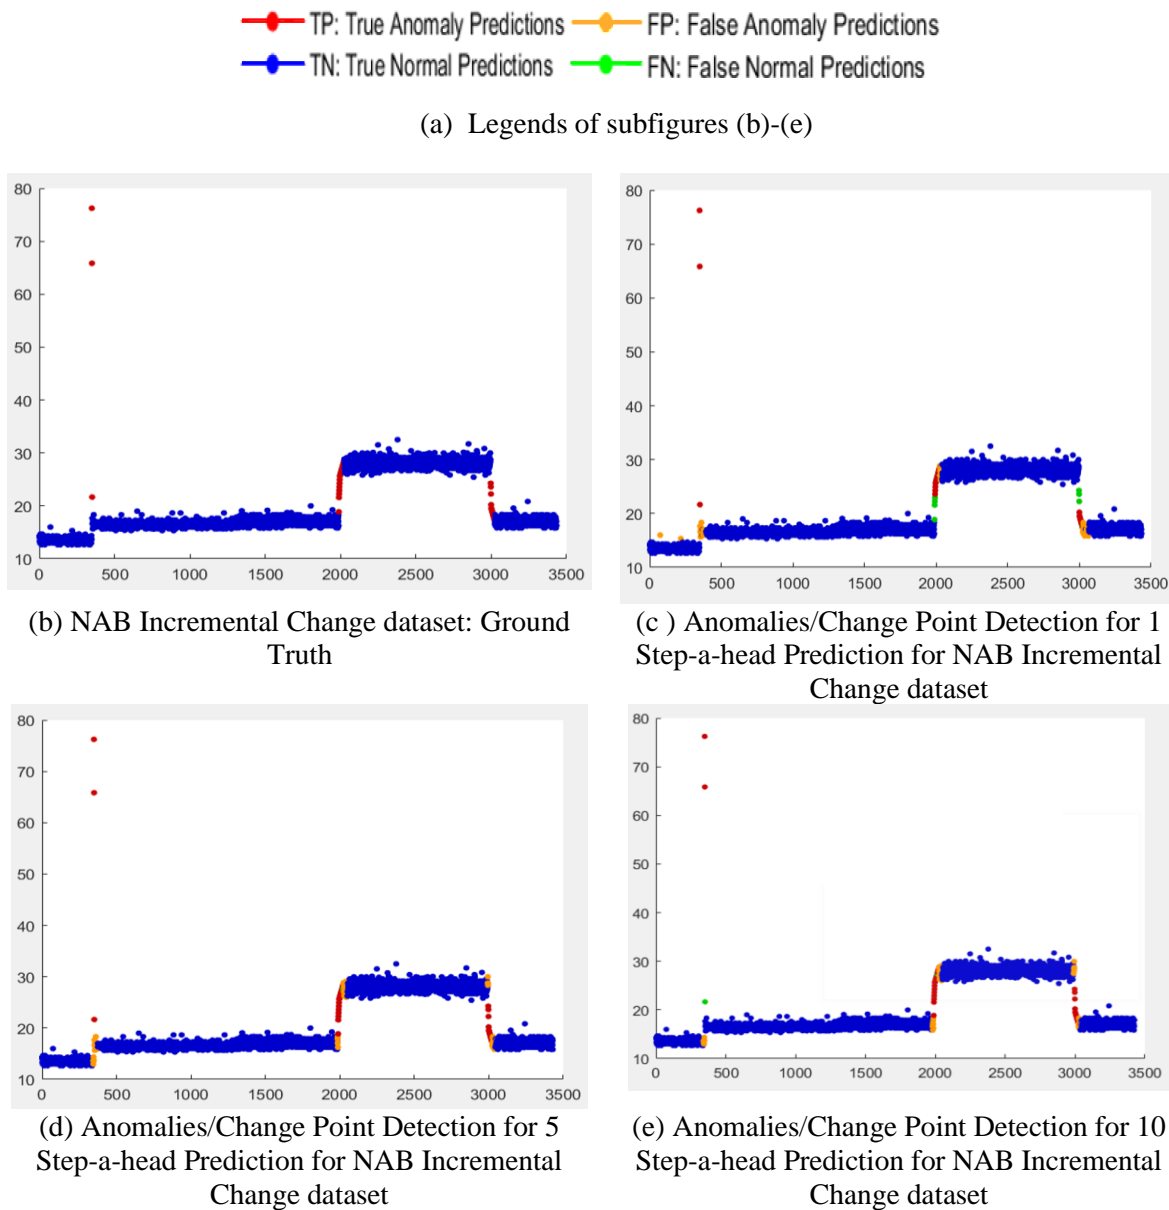 TP: True Anomaly Predictions FP: False Anomaly Predictions
TN: True Normal Predictions FN: False Normal Predictions
(a) Legends of subfigures (b)-(e)
80
70
60
50
40
30
20
10
0 500 1000 1500 2000 2500 3000 3500
(b) NAB Incremental Change dataset: Ground
Truth
80
70
60
50
40
30
20
10
0 500 1000 1500 2000 2500 3000 3500
(c ) Anomalies/Change Point Detection for 1
Step-a-head Prediction for NAB Incremental
Change dataset
80
70
60
50
40
30
20
10
0 500 1000 1500 2000 2500 3000 3500
(d) Anomalies/Change Point Detection for 5
Step-a-head Prediction for NAB Incremental
Change dataset
80
70
60
50
40
30
20
10
0 500 1000 1500 2000 2500 3000 3500
(e) Anomalies/Change Point Detection for 10
Step-a-head Prediction for NAB Incremental
Change dataset